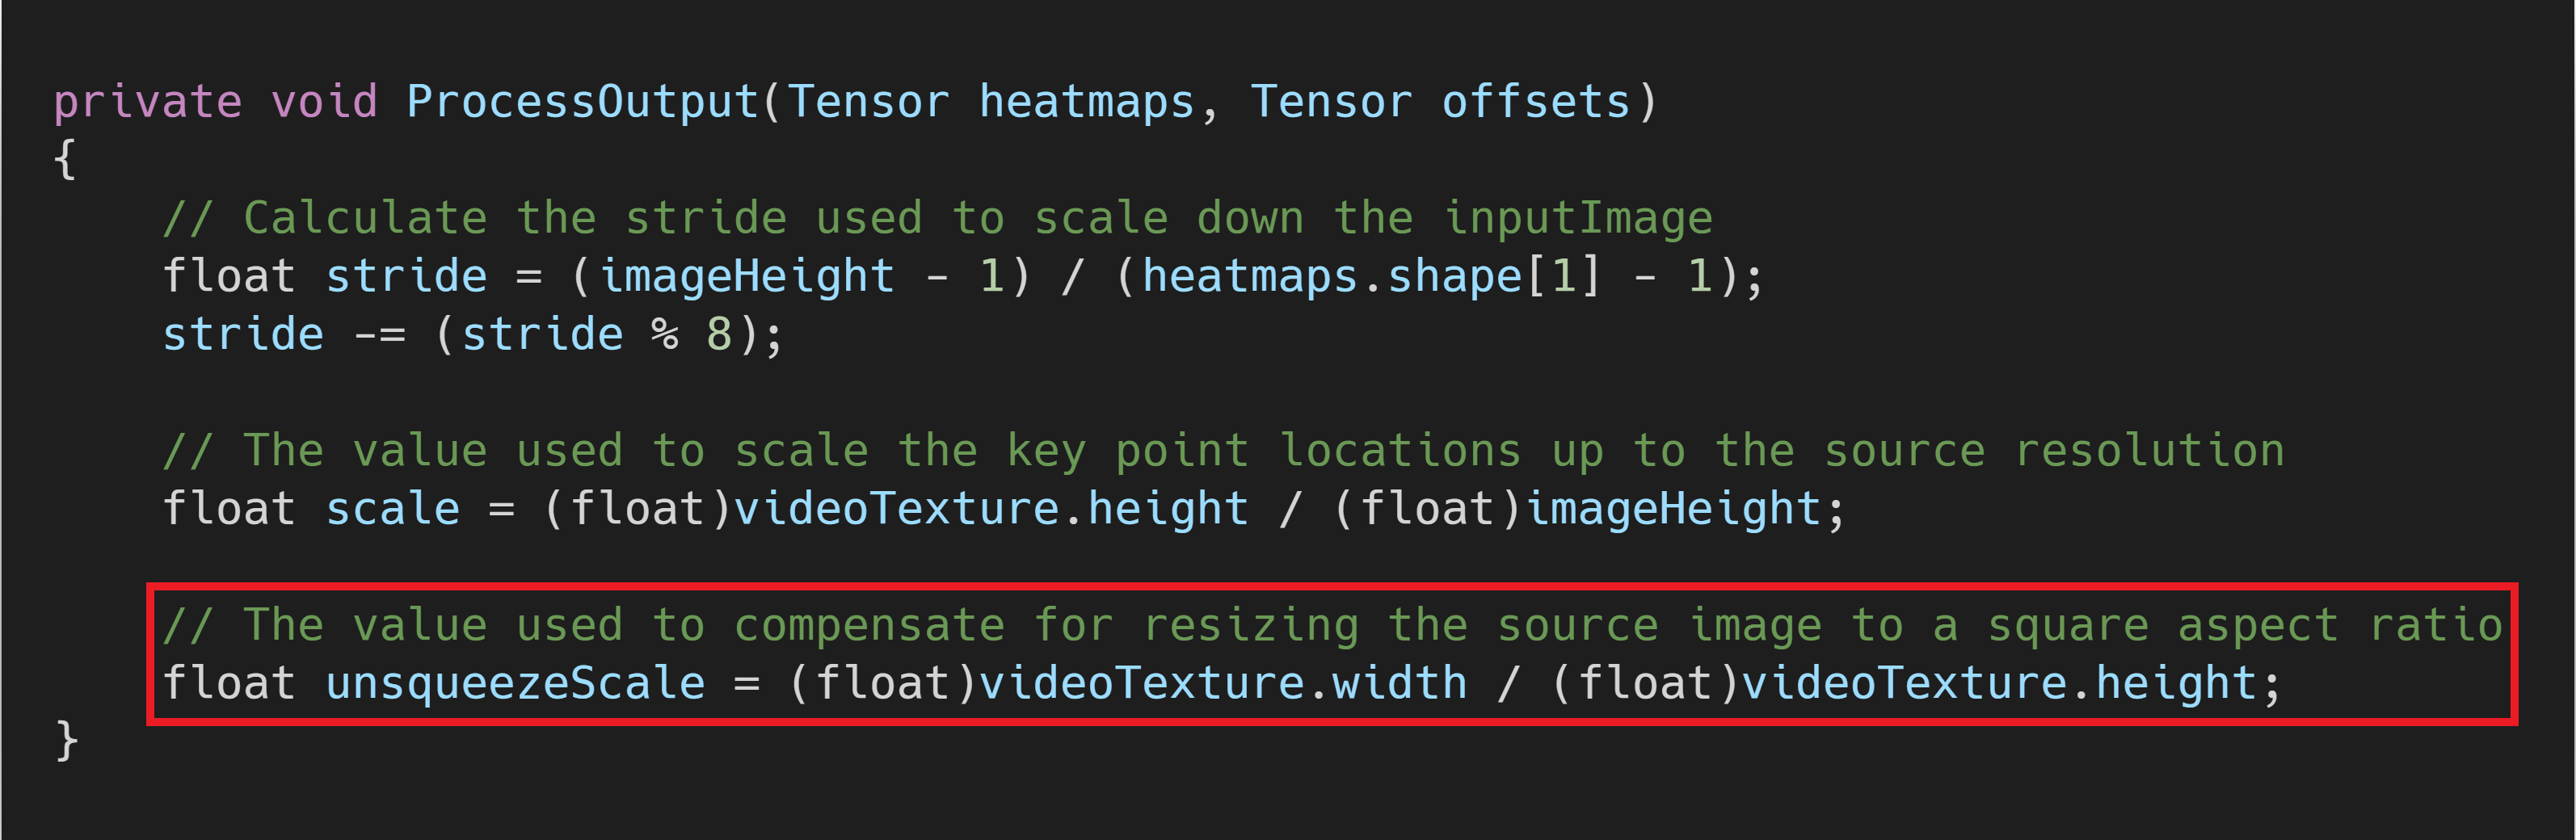 private void ProcessOutput(Tensor heatmaps, Tensor offsets)
{
    // Calculate the stride used to scale down the inputImage
    float stride = (imageHeight - 1) / (heatmaps.shape[1] - 1);
    stride -= (stride % 8);
    // The value used to scale the key point locations up to the source resolution
    float scale = (float)videoTexture.height / (float)imageHeight;
    // The value used to compensate for resizing the source image to a square aspect ratio
    float unsqueezeScale = (float)videoTexture.width / (float)videoTexture.height;
}